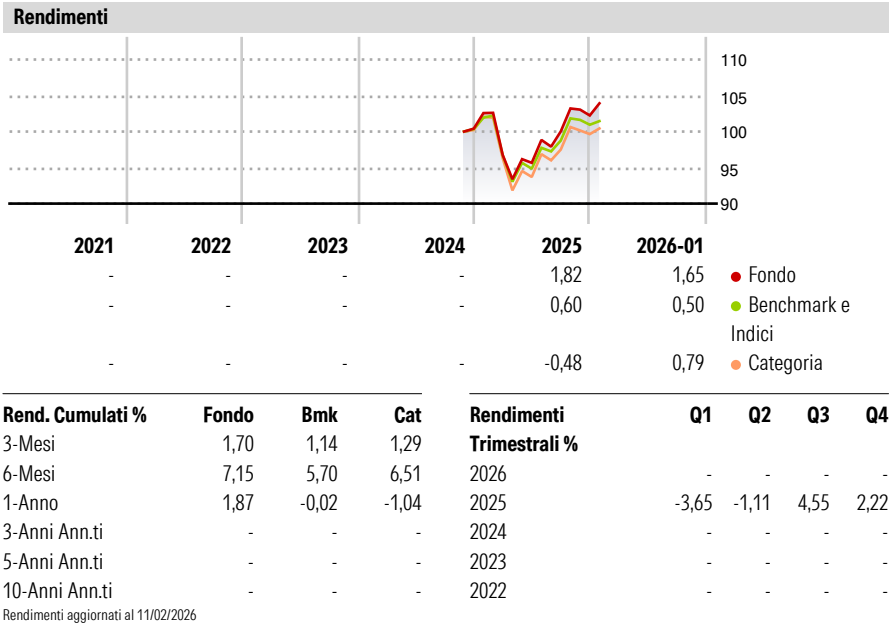 Rendimenti
110
105
100
95
90
2021 2022 2023 2024 2025 2026-01
- - - - 1,82 1,65 Fondo
- - - - 0,60 0,50 Benchmark e
Indici
- - - - -0,48 0,79 Categoria
Rend. Cumulati % Fondo Bmk Cat
3-Mesi 1,70 1,14 1,29
6-Mesi 7,15 5,70 6,51
1-Anno 1,87 -0,02 -1,04
3-Anni Ann.ti - - -
5-Anni Ann.ti - - -
10-Anni Ann.ti - - -
Rendimenti Q1 Q2 Q3 Q4
Trimestrali %
2026 - - - -
2025 -3,65 -1,11 4,55 2,22
2024 - - - -
2023 - - - -
2022 - - - -
Rendimenti aggiornati al 11/02/2026